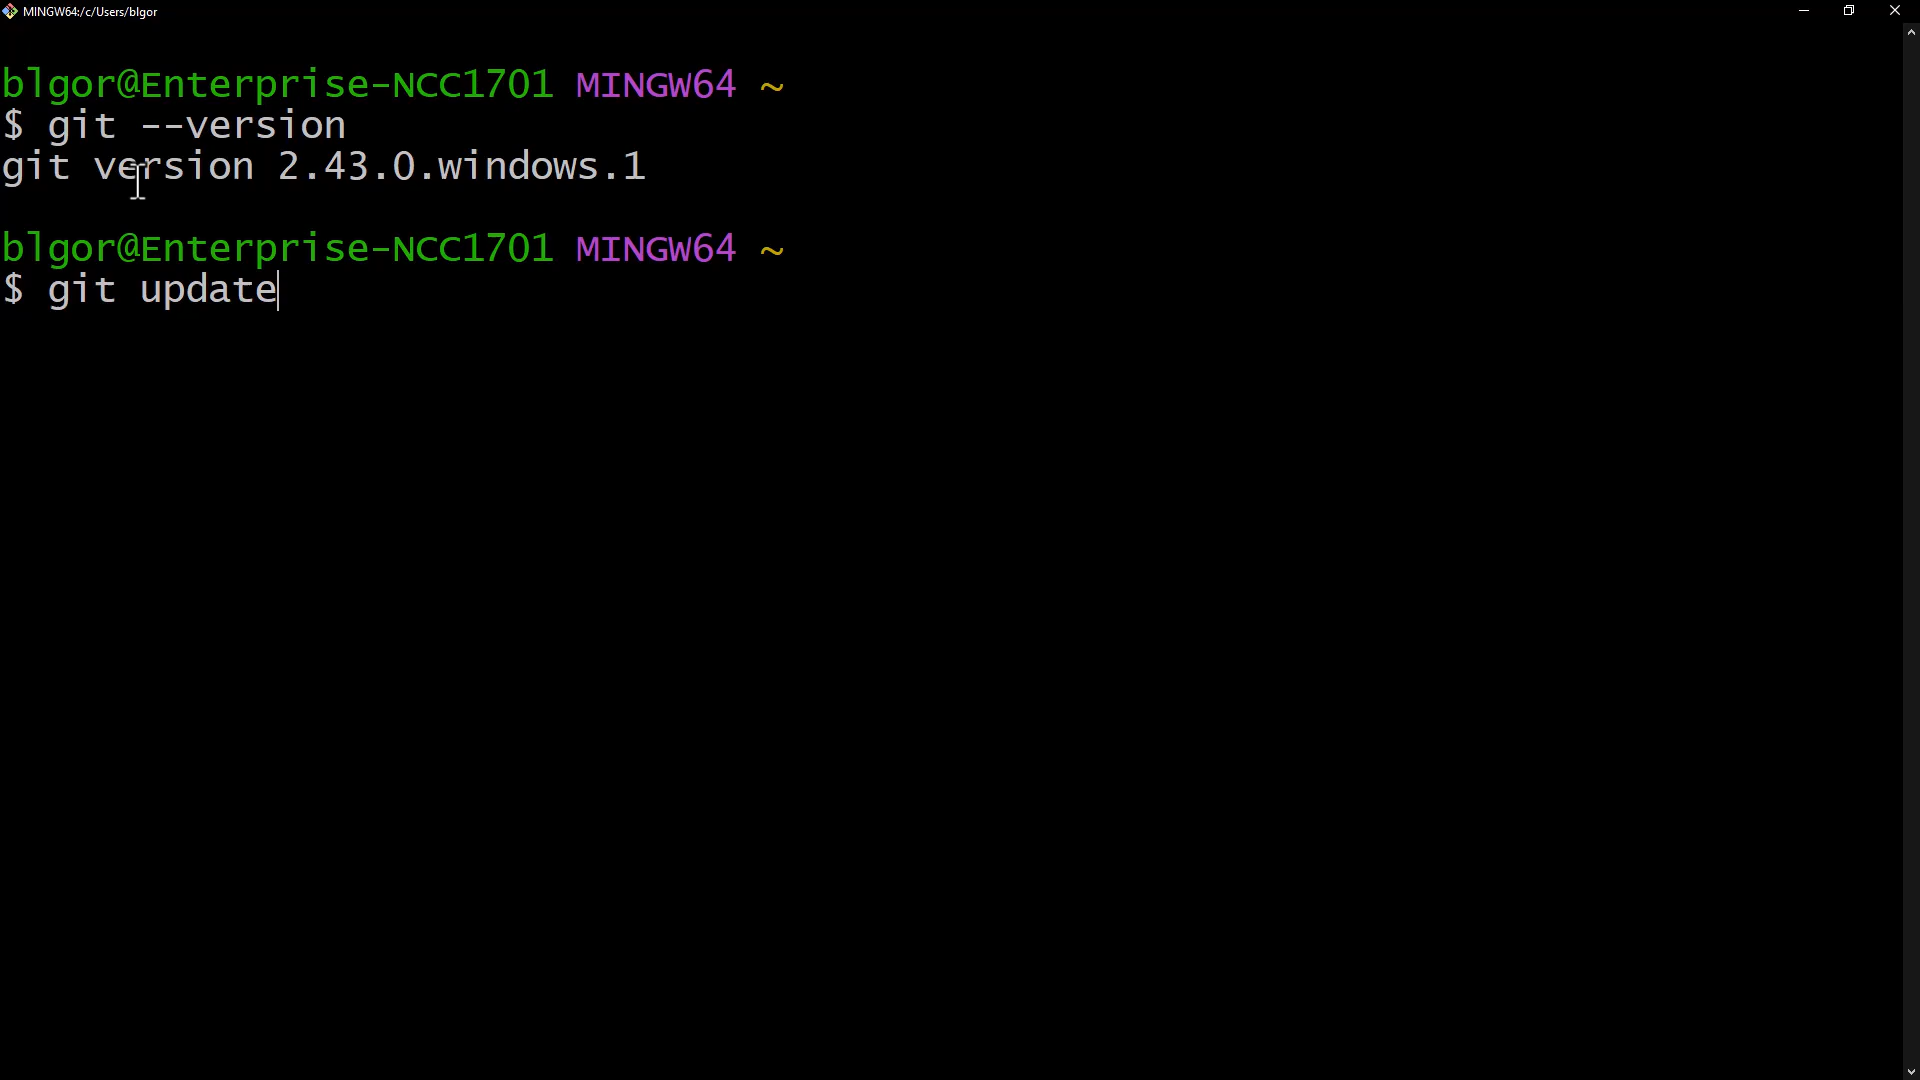 MINGW64:/c/Users/blgor
blgor@Enterprise-NCC1701 MINGW64 ~
$ git --version
git version 2.43.0.windows.1
blgor@Enterprise-NCC1701 MINGW64 ~
$ git update